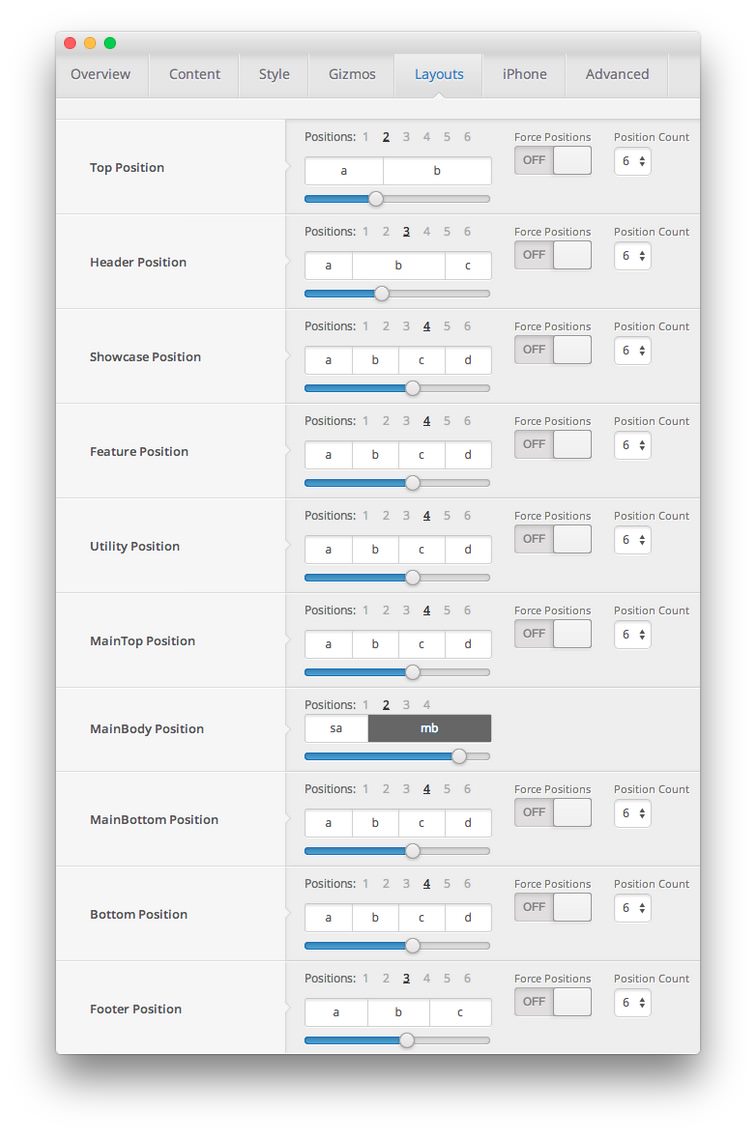 Overview Content Style Gizmos Layouts iPhone Advanced
Positions: 1 2 3 4 5 6 Force Positions Position Count
Top Position a b OFF 6
Positions: 1 2 3 4 5 6 Force Positions Position Count
Header Position a b c OFF 6
Positions: 1 2 3 4 5 6 Force Positions Position Count
Showcase Position a b c d OFF 6
Positions: 1 2 3 4 5 6 Force Positions Position Count
Feature Position a b c d OFF 6
Positions: 1 2 3 4 5 6 Force Positions Position Count
Utility Position a b c d OFF 6
Positions: 1 2 3 4 5 6 Force Positions Position Count
MainTop Position a b c d OFF 6
Positions: 1 2 3 4
MainBody Position sa mb
Positions: 1 2 3 4 5 6 Force Positions Position Count
MainBottom Position a b c d OFF 6
Positions: 1 2 3 4 5 6 Force Positions Position Count
Bottom Position a b c d OFF 6
Positions: 1 2 3 4 5 6 Force Positions Position Count
Footer Position a b c OFF 6